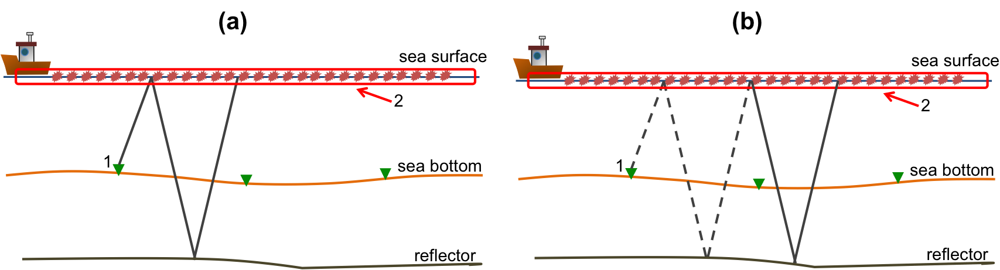 (a)
sea surface
2
1
sea bottom
reflector
(b)
sea surface
2
1
sea bottom
reflector